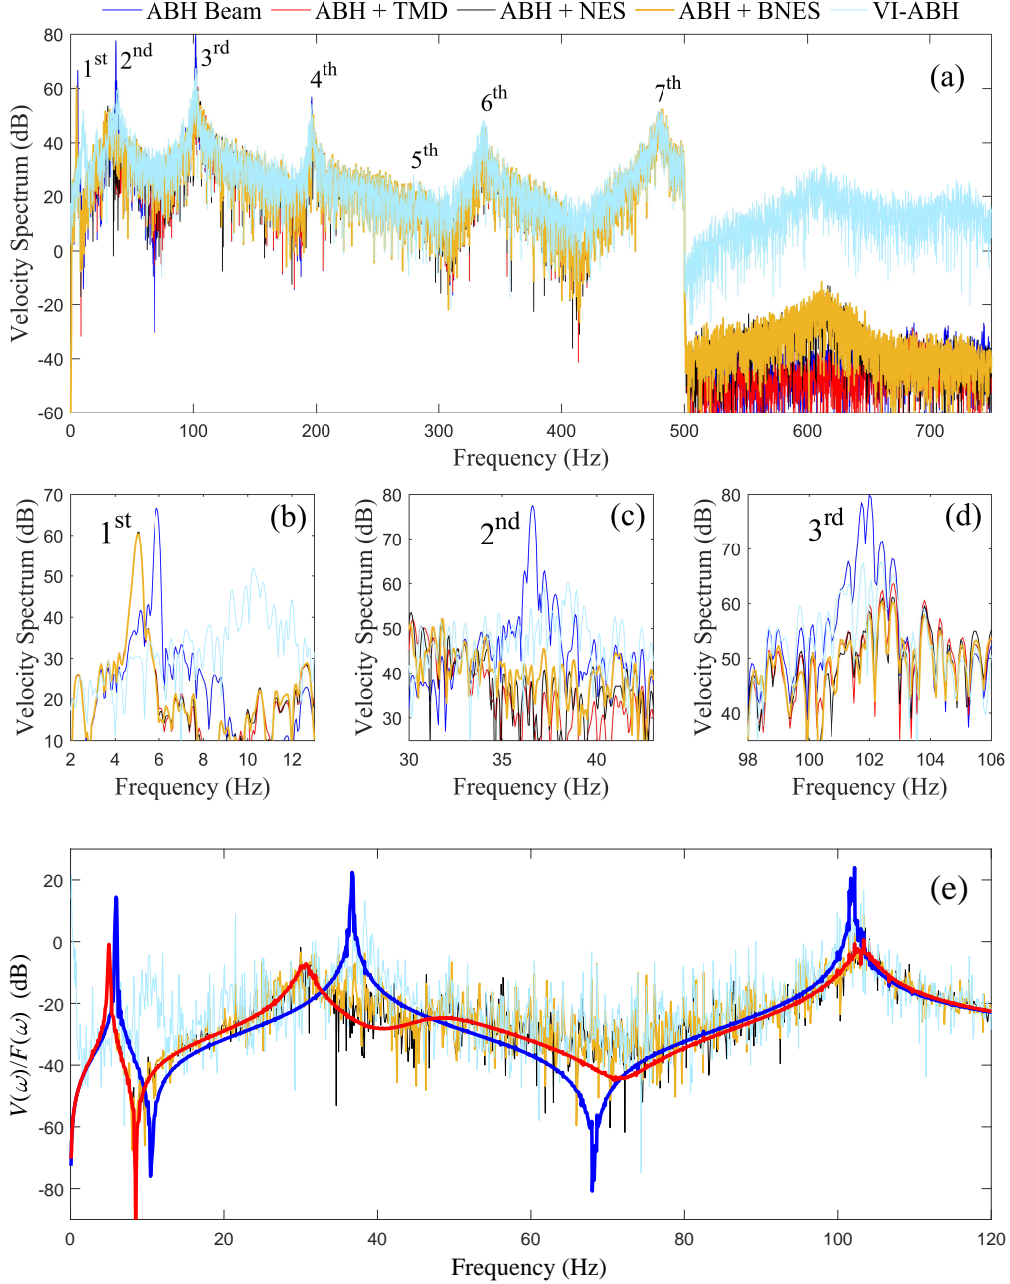 ABH Beam ABH + TMD ABH + NES ABH + BNES VI-ABH
80
60
40
20
0
-20
-40
-60
Velocity Spectrum (dB)
1st 2nd 3rd 4th 5th 6th 7th
(a)
0 100 200 300 400 500 600 700
Frequency (Hz)
70
60
50
40
30
20
10
Velocity Spectrum (dB)
1st
(b)
2 4 6 8 10 12
Frequency (Hz)
80
70
60
50
40
30
Velocity Spectrum (dB)
2nd
(c)
30 35 40
Frequency (Hz)
80
70
60
50
40
Velocity Spectrum (dB)
3rd
(d)
98 100 102 104 106
Frequency (Hz)
20
0
-20
-40
-60
-80
V(ω)/F(ω) (dB)
(e)
0 20 40 60 80 100 120
Frequency (Hz)